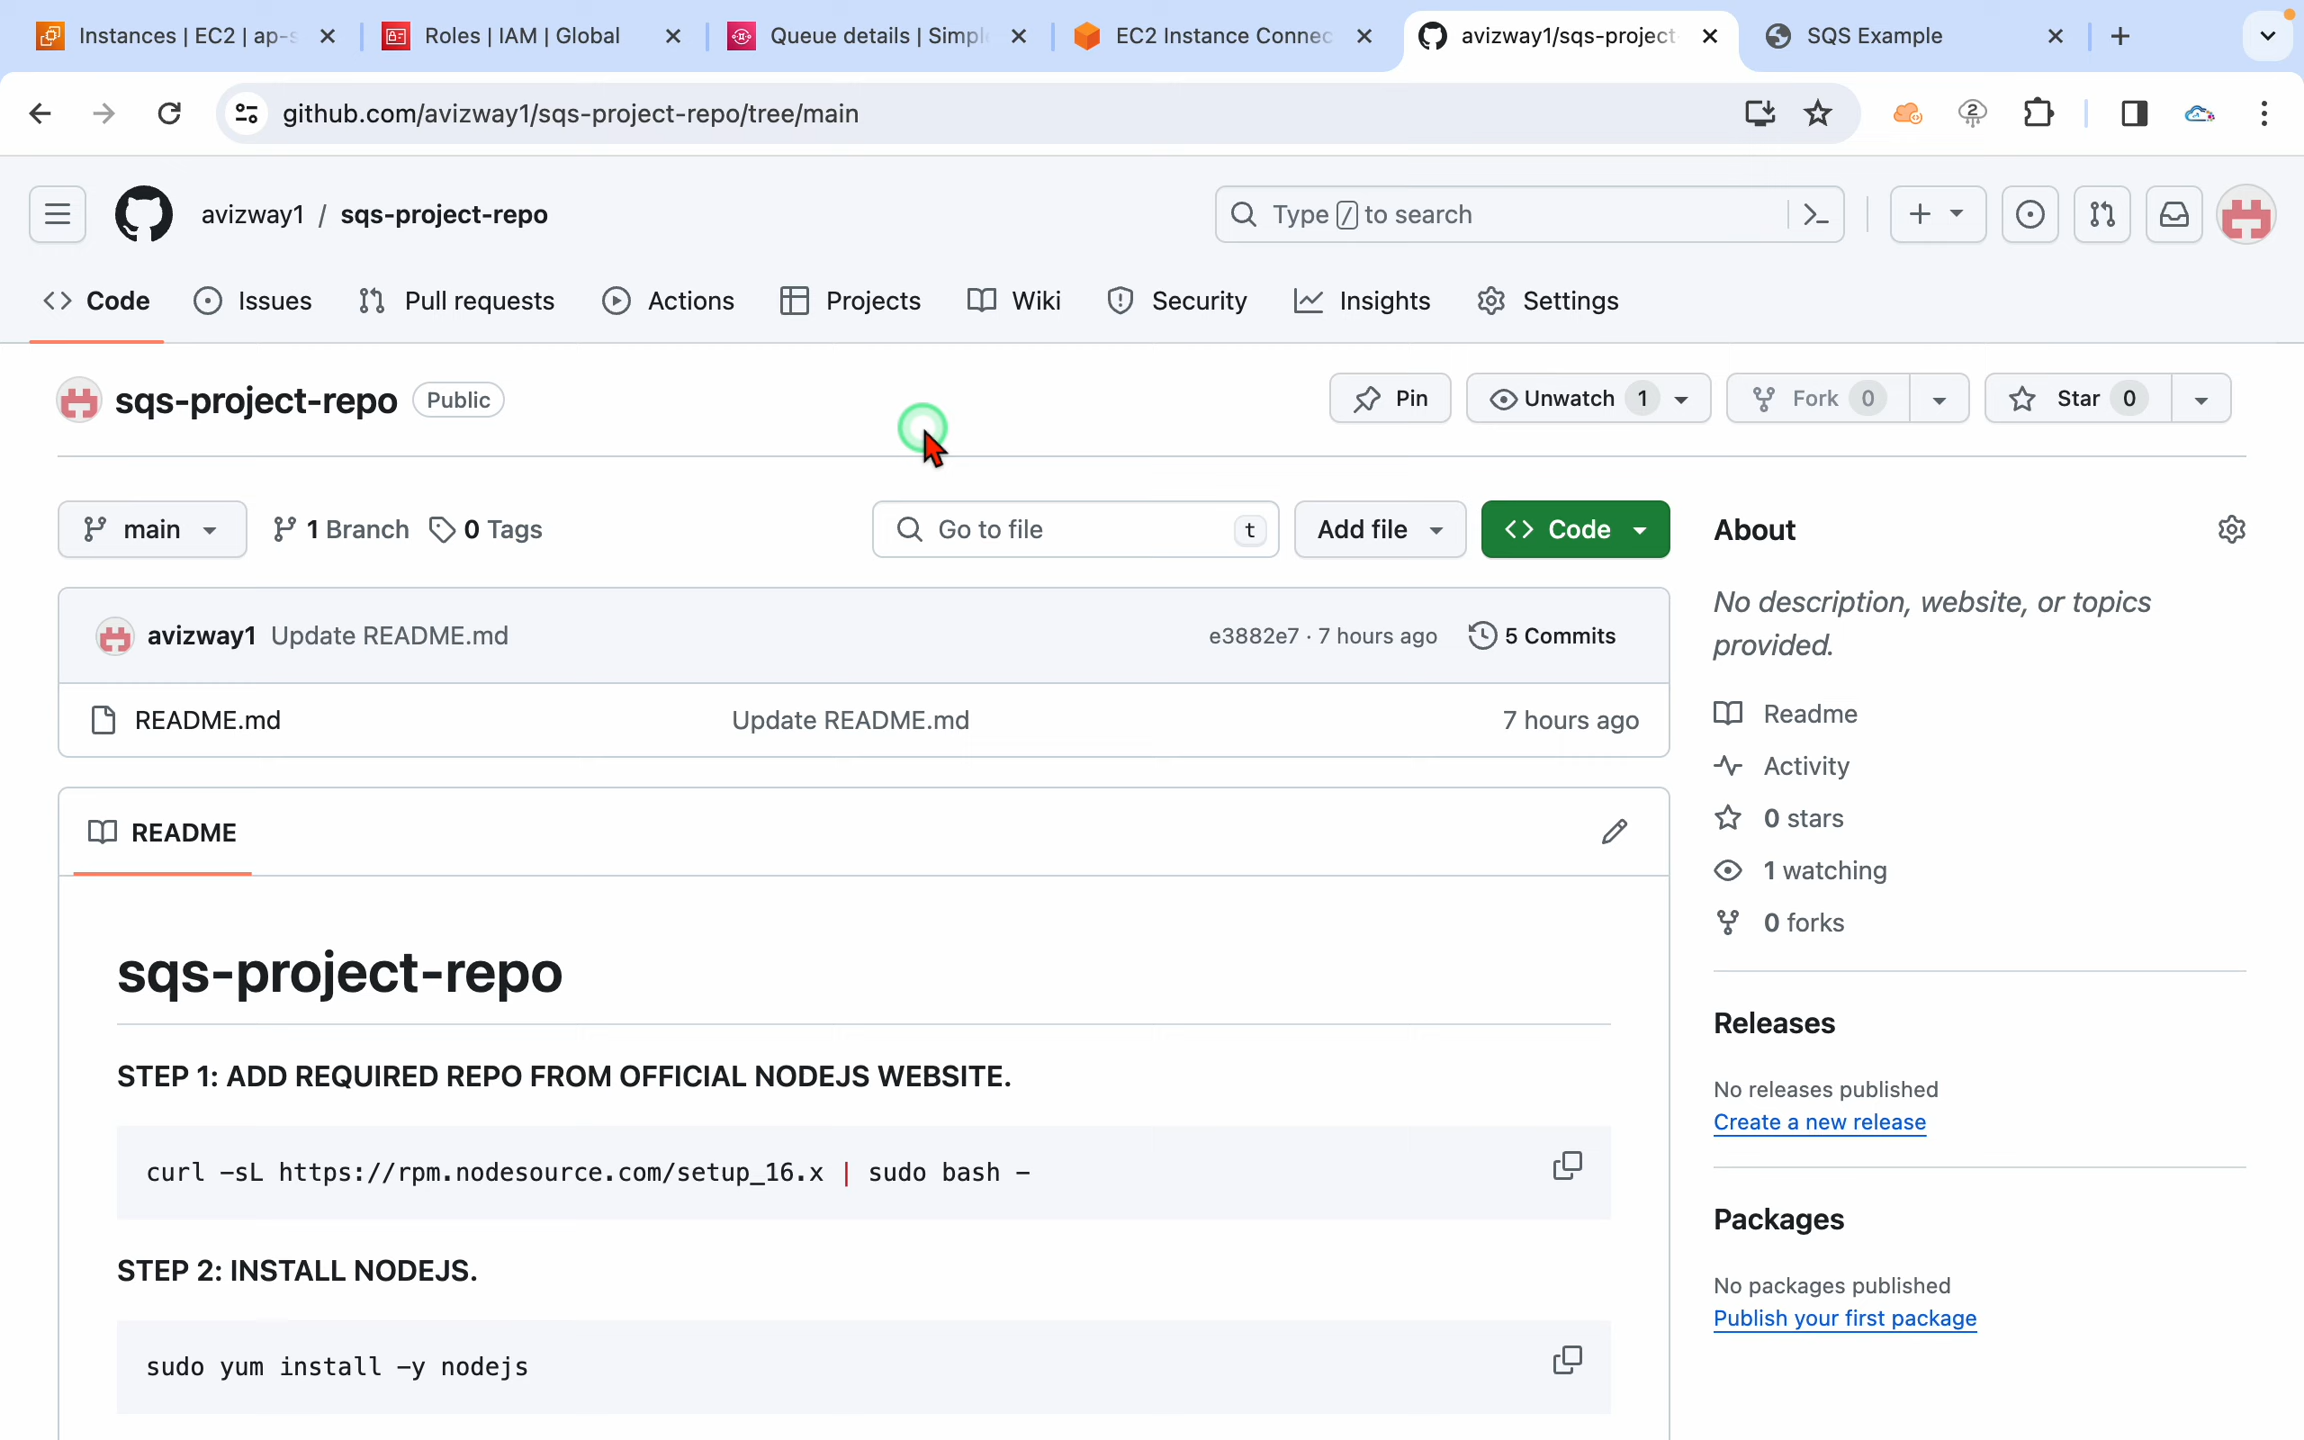 Instances | EC2 | ap-s
Roles | IAM | Global
Queue details | Simple
EC2 Instance Connec
avizway1/sqs-project-
SQS Example
github.com/avizway1/sqs-project-repo/tree/main
2
avizway1 / sqs-project-repo
Type / to search
Code
Issues
Pull requests
Actions
Projects
Wiki
Security
Insights
Settings
sqs-project-repo
Public
Pin
Unwatch 1
Fork 0
Star 0
main
1 Branch
0 Tags
Go to file
t
Add file
Code
avizway1 Update README.md
e3882e7 · 7 hours ago
5 Commits
README.md
Update README.md
7 hours ago
README
sqs-project-repo
STEP 1: ADD REQUIRED REPO FROM OFFICIAL NODEJS WEBSITE.
curl -sL https://rpm.nodesource.com/setup_16.x | sudo bash -
STEP 2: INSTALL NODEJS.
sudo yum install -y nodejs
About
No description, website, or topics
provided.
Readme
Activity
0 stars
1 watching
0 forks
Releases
No releases published
Create a new release
Packages
No packages published
Publish your first package